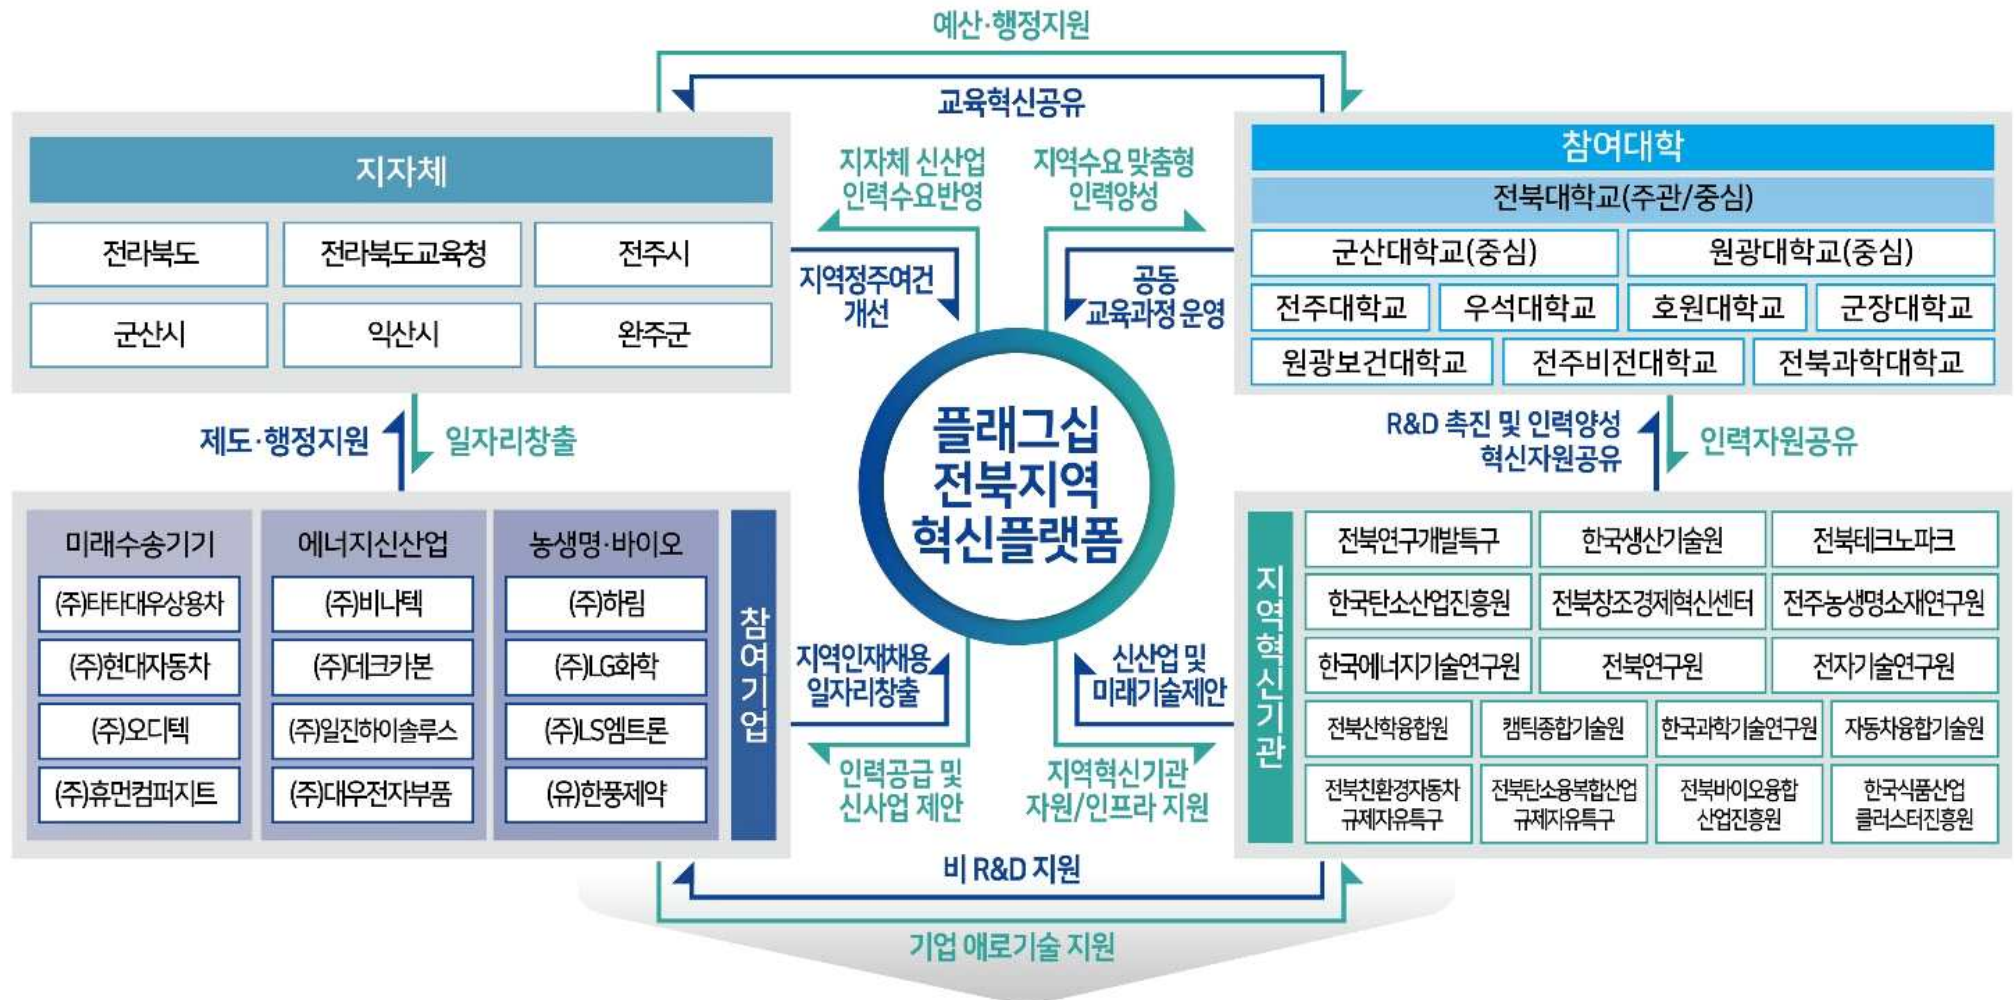 예산·행정지원
교육혁신공유
지자체
전라북도
전라북도교육청
전주시
군산시
익산시
완주군
지자체 신산업
인력수요반영
지역수요 맞춤형
인력양성
지역정주여건
개선
공동
교육과정 운영
참여대학
전북대학교(주관/중심)
군산대학교(중심)
원광대학교(중심)
전주대학교
우석대학교
호원대학교
군장대학교
원광보건대학교
전주비전대학교
전북과학대학교
제도·행정지원
일자리창출
플래그십
전북지역
혁신플랫폼
R&D 촉진 및 인력양성
혁신자원공유
인력자원공유
미래수송기기
(주)타타대우상용차
(주)현대자동차
(주)오디텍
(주)휴먼컴퍼지트
에너지신산업
(주)비나텍
(주)데크카본
(주)일진하이솔루스
(주)대우전자부품
농생명·바이오
(주)하림
(주)LG화학
(주)LS엠트론
(유)한풍제약
참여기업
지역인재채용
일자리창출
신산업 및
미래기술제안
인력공급 및
신사업 제안
지역혁신기관
자원/인프라 지원
지역혁신기관
전북연구개발특구
한국생산기술원
전북테크노파크
한국탄소산업진흥원
전북창조경제혁신센터
전주농생명소재연구원
한국에너지기술연구원
전북연구원
전자기술연구원
전북산학융합원
캠틱종합기술원
한국과학기술연구원
자동차융합기술원
전북친환경자동차
규제자유특구
전북탄소융복합산업
규제자유특구
전북바이오융합
산업진흥원
한국식품산업
클러스터진흥원
비 R&D 지원
기업 애로기술 지원